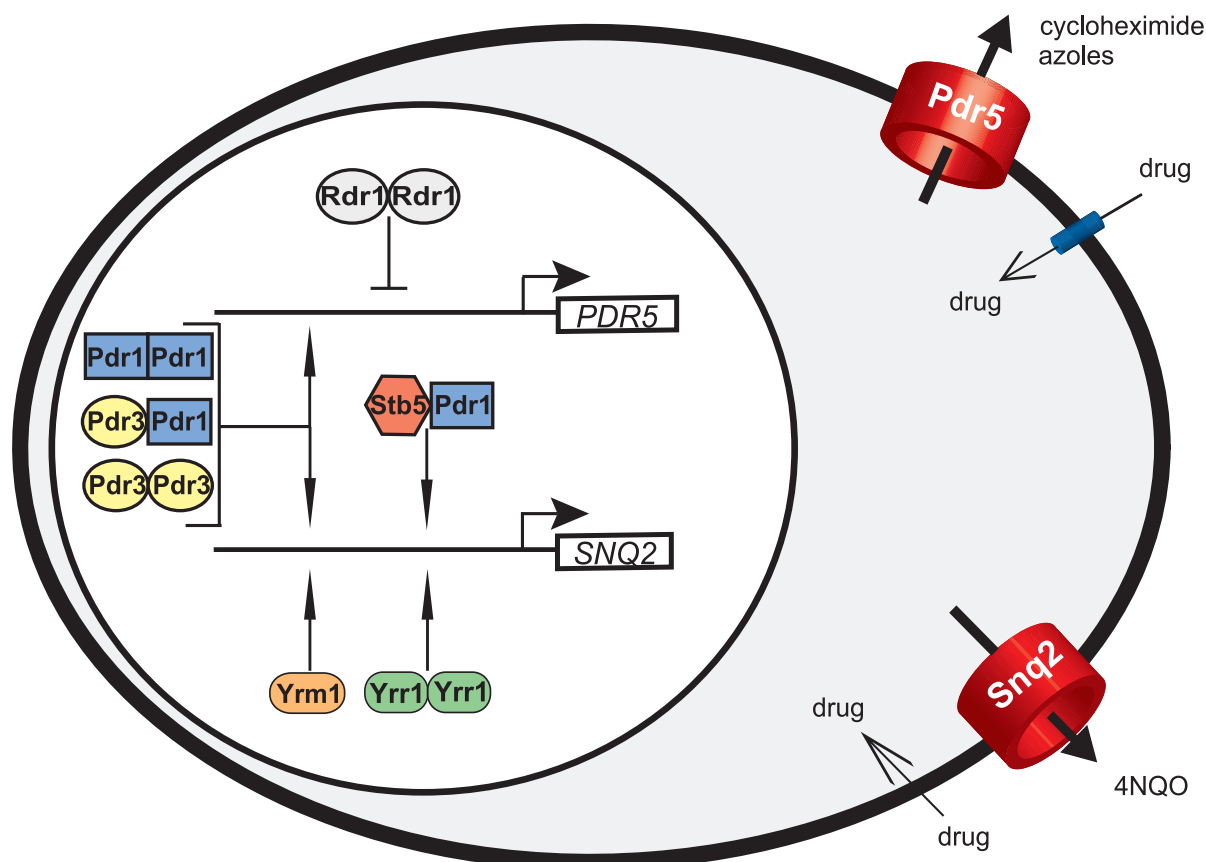 cycloheximide
azoles
Pdr5
drug
drug
Rdr1 Rdr1
PDR5
Pdr1 Pdr1
Pdr3 Pdr1
Pdr3 Pdr3
Stb5 Pdr1
SNQ2
Yrm1
Yrr1 Yrr1
Snq2
drug
4NQO
drug